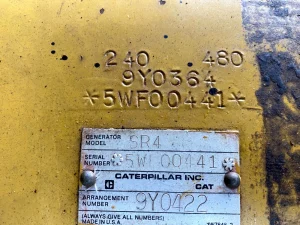 240 480
9Y0364
*5WF00441*
GENERATOR MODEL SR4
SERIAL NUMBER *5WF00441*
CATERPILLAR INC.
CAT
ARRANGEMENT NUMBER 9Y0422
(ALWAYS GIVE ALL NUMBERS)
MADE IN U.S.A.